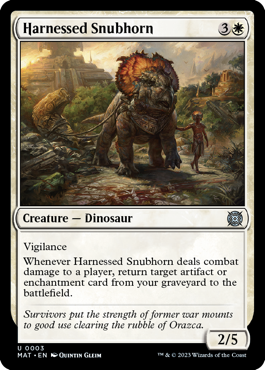 Harnessed Snubhorn 3
Creature — Dinosaur
Vigilance
Whenever Harnessed Snubhorn deals combat
damage to a player, return target artifact or
enchantment card from your graveyard to the
battlefield.
Survivors put the strength of former war mounts
to good use clearing the rubble of Orazca.
2/5
U 0003
MAT • EN Quintin Gleim
™ & © 2023 Wizards of the Coast